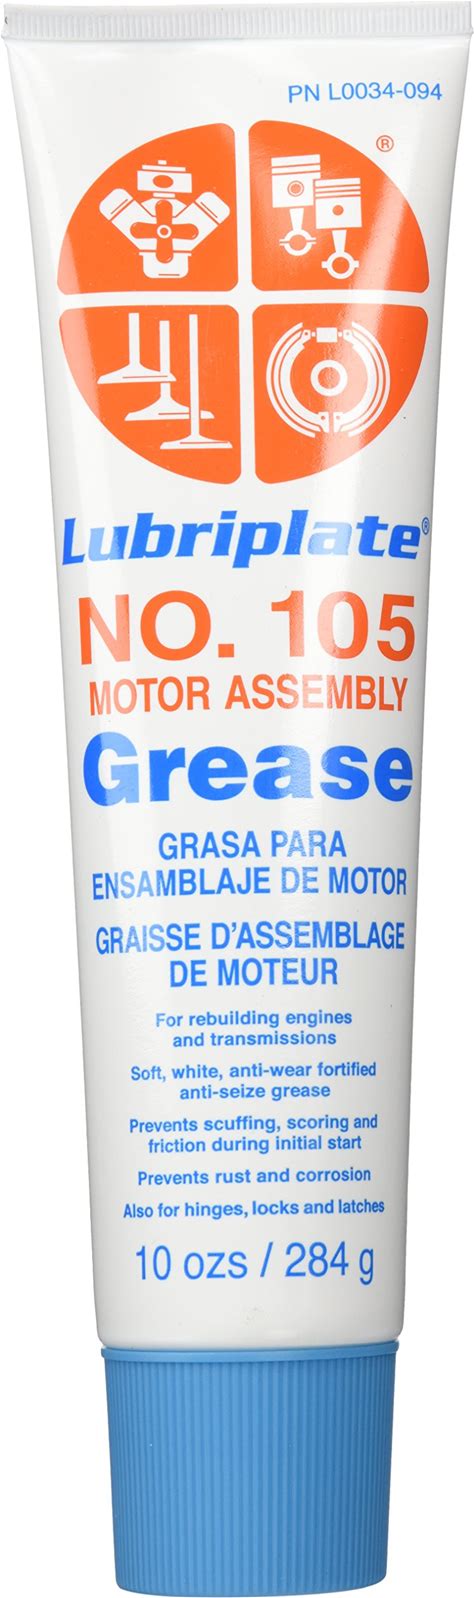 PN L0034-094
®
Lubriplate®
NO. 105
MOTOR ASSEMBLY
Grease
GRASA PARA
ENSAMBLAJE DE MOTOR
GRAISSE D'ASSEMBLAGE
DE MOTEUR
For rebuilding engines
and transmissions
Soft, white, anti-wear fortified
anti-seize grease
Prevents scuffing, scoring and
friction during initial start
Prevents rust and corrosion
Also for hinges, locks and latches
10 ozs / 284 g